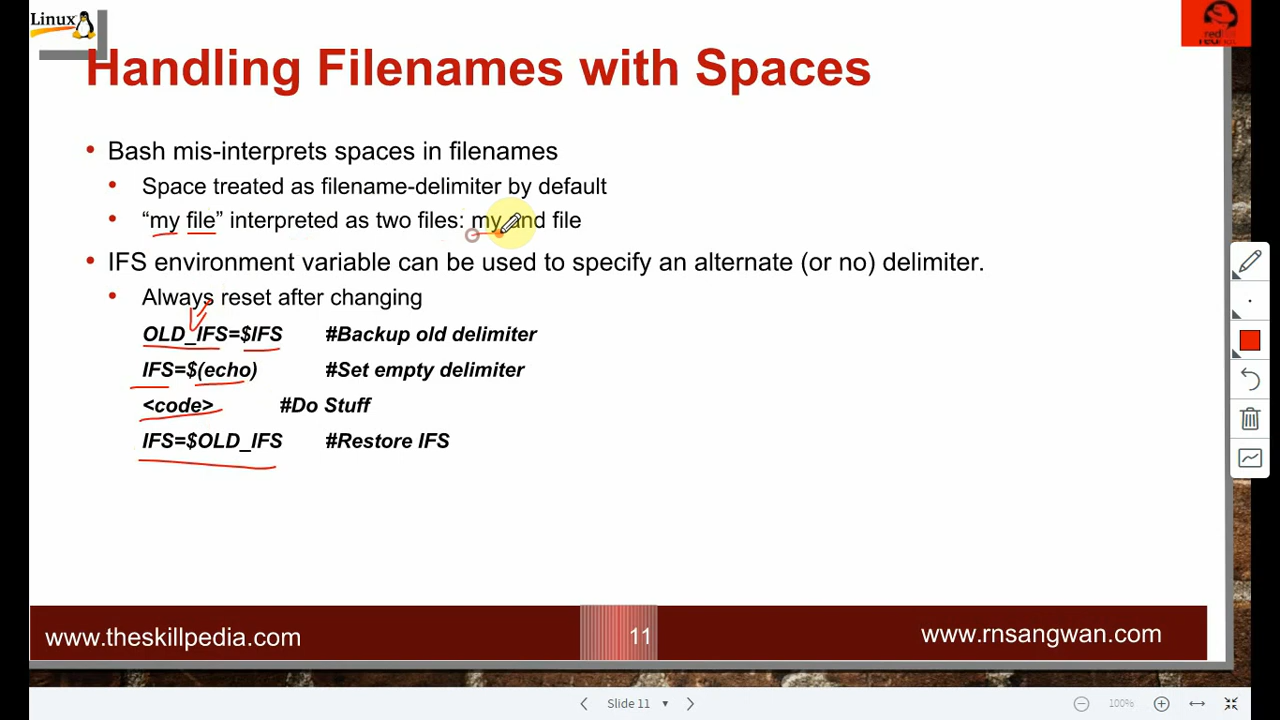 Linux
Handling Filenames with Spaces
• Bash mis-interprets spaces in filenames
• Space treated as filename-delimiter by default
• “my file” interpreted as two files: my and file
• IFS environment variable can be used to specify an alternate (or no) delimiter.
• Always reset after changing
OLD_IFS=$IFS #Backup old delimiter
IFS=$(echo) #Set empty delimiter
<code> #Do Stuff
IFS=$OLD_IFS #Restore IFS
www.theskillpedia.com 11 www.rnsangwan.com
Slide 11
100%